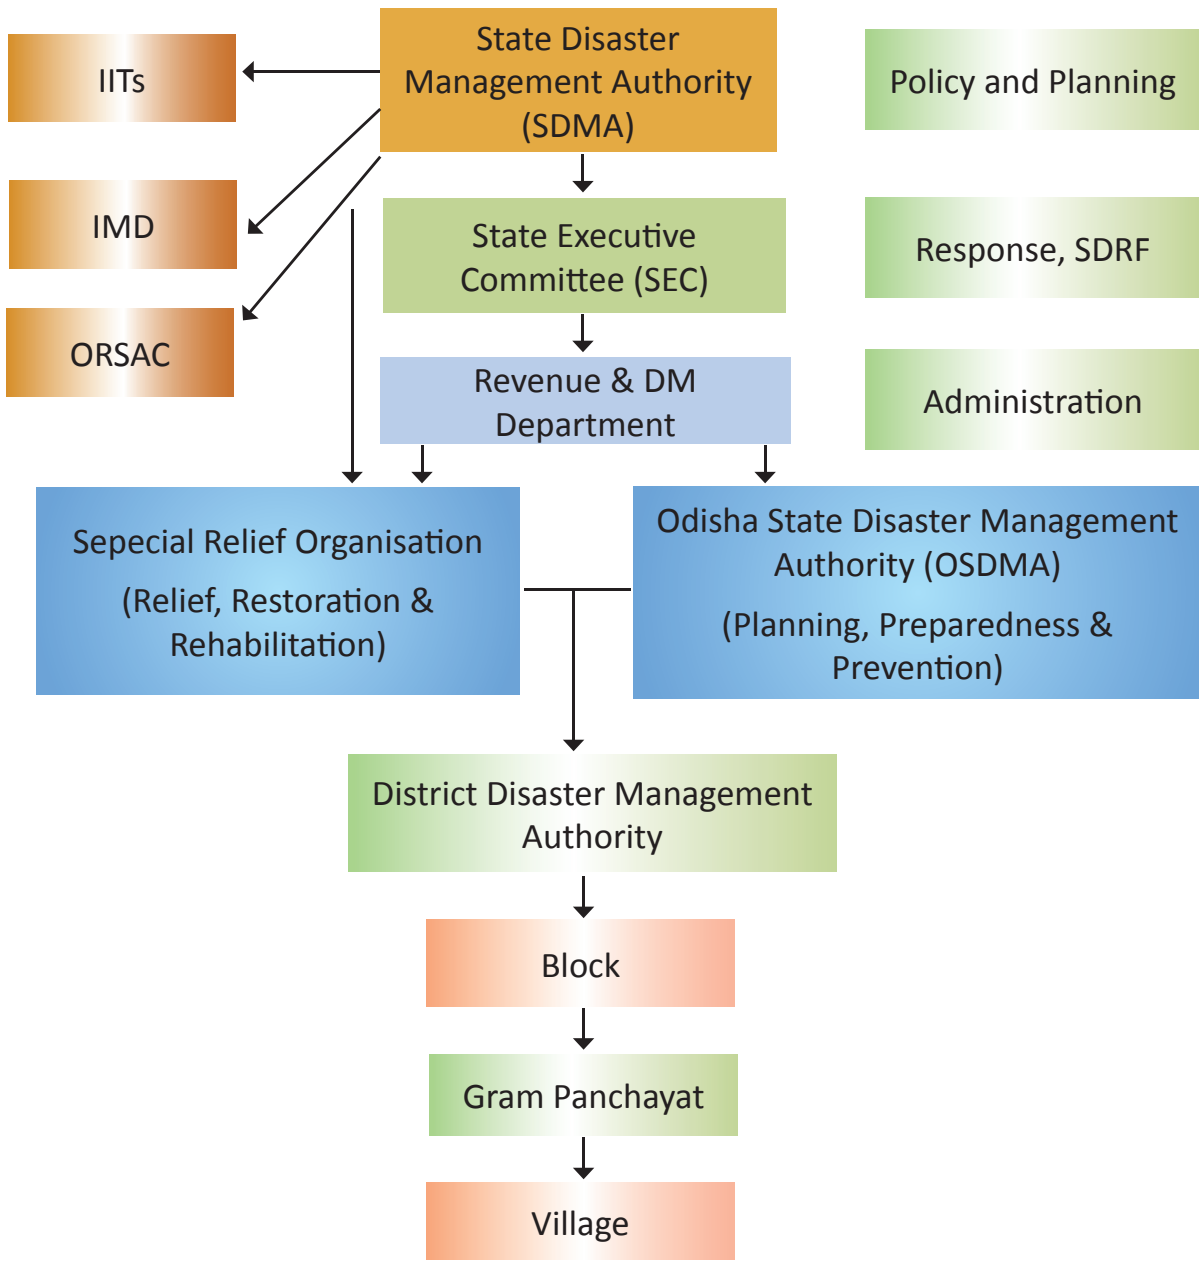 State Disaster
Management Authority
(SDMA)
IITs
Policy and Planning
IMD
State Executive
Committee (SEC)
Response, SDRF
ORSAC
Revenue & DM
Department
Administration
Sepecial Relief Organisation
(Relief, Restoration &
Rehabilitation)
Odisha State Disaster Management
Authority (OSDMA)
(Planning, Preparedness &
Prevention)
District Disaster Management
Authority
Block
Gram Panchayat
Village